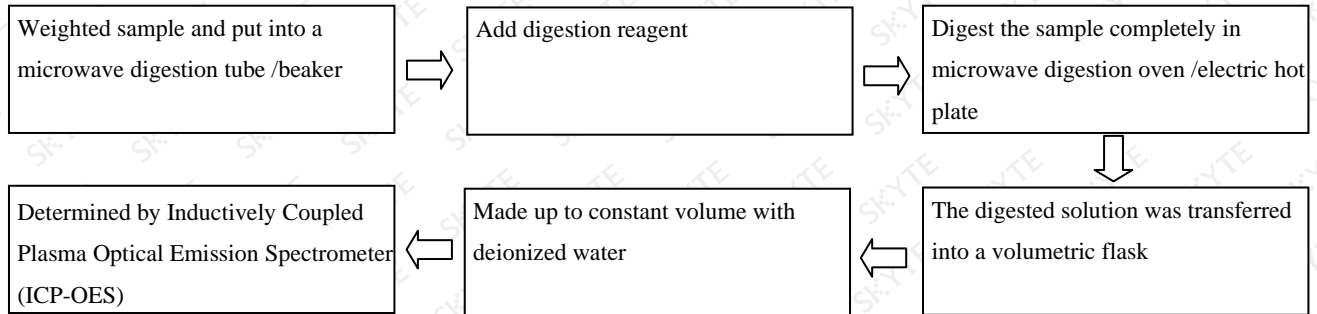 Weighted sample and put into a
microwave digestion tube /beaker
Add digestion reagent
Digest the sample completely in
microwave digestion oven /electric hot
plate
The digested solution was transferred
into a volumetric flask
Made up to constant volume with
deionized water
Determined by Inductively Coupled
Plasma Optical Emission Spectrometer
(ICP-OES)
SKYTE